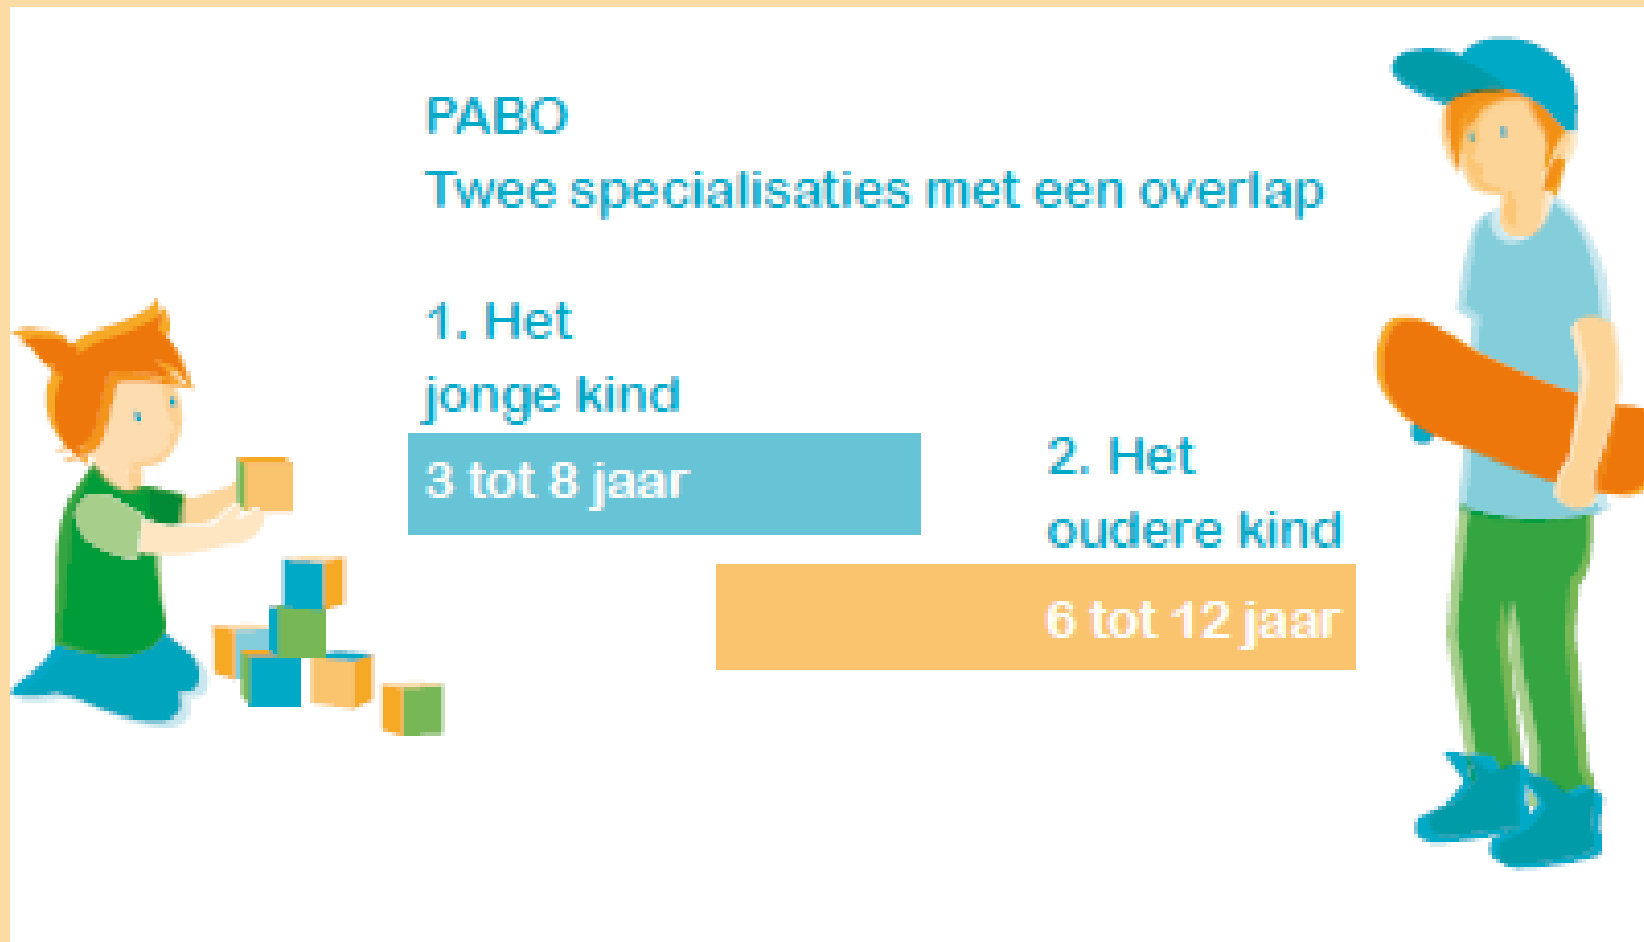 PABO
Twee specialisaties met een overlap
1. Het
jonge kind
3 tot 8 jaar
2. Het
oudere kind
6 tot 12 jaar